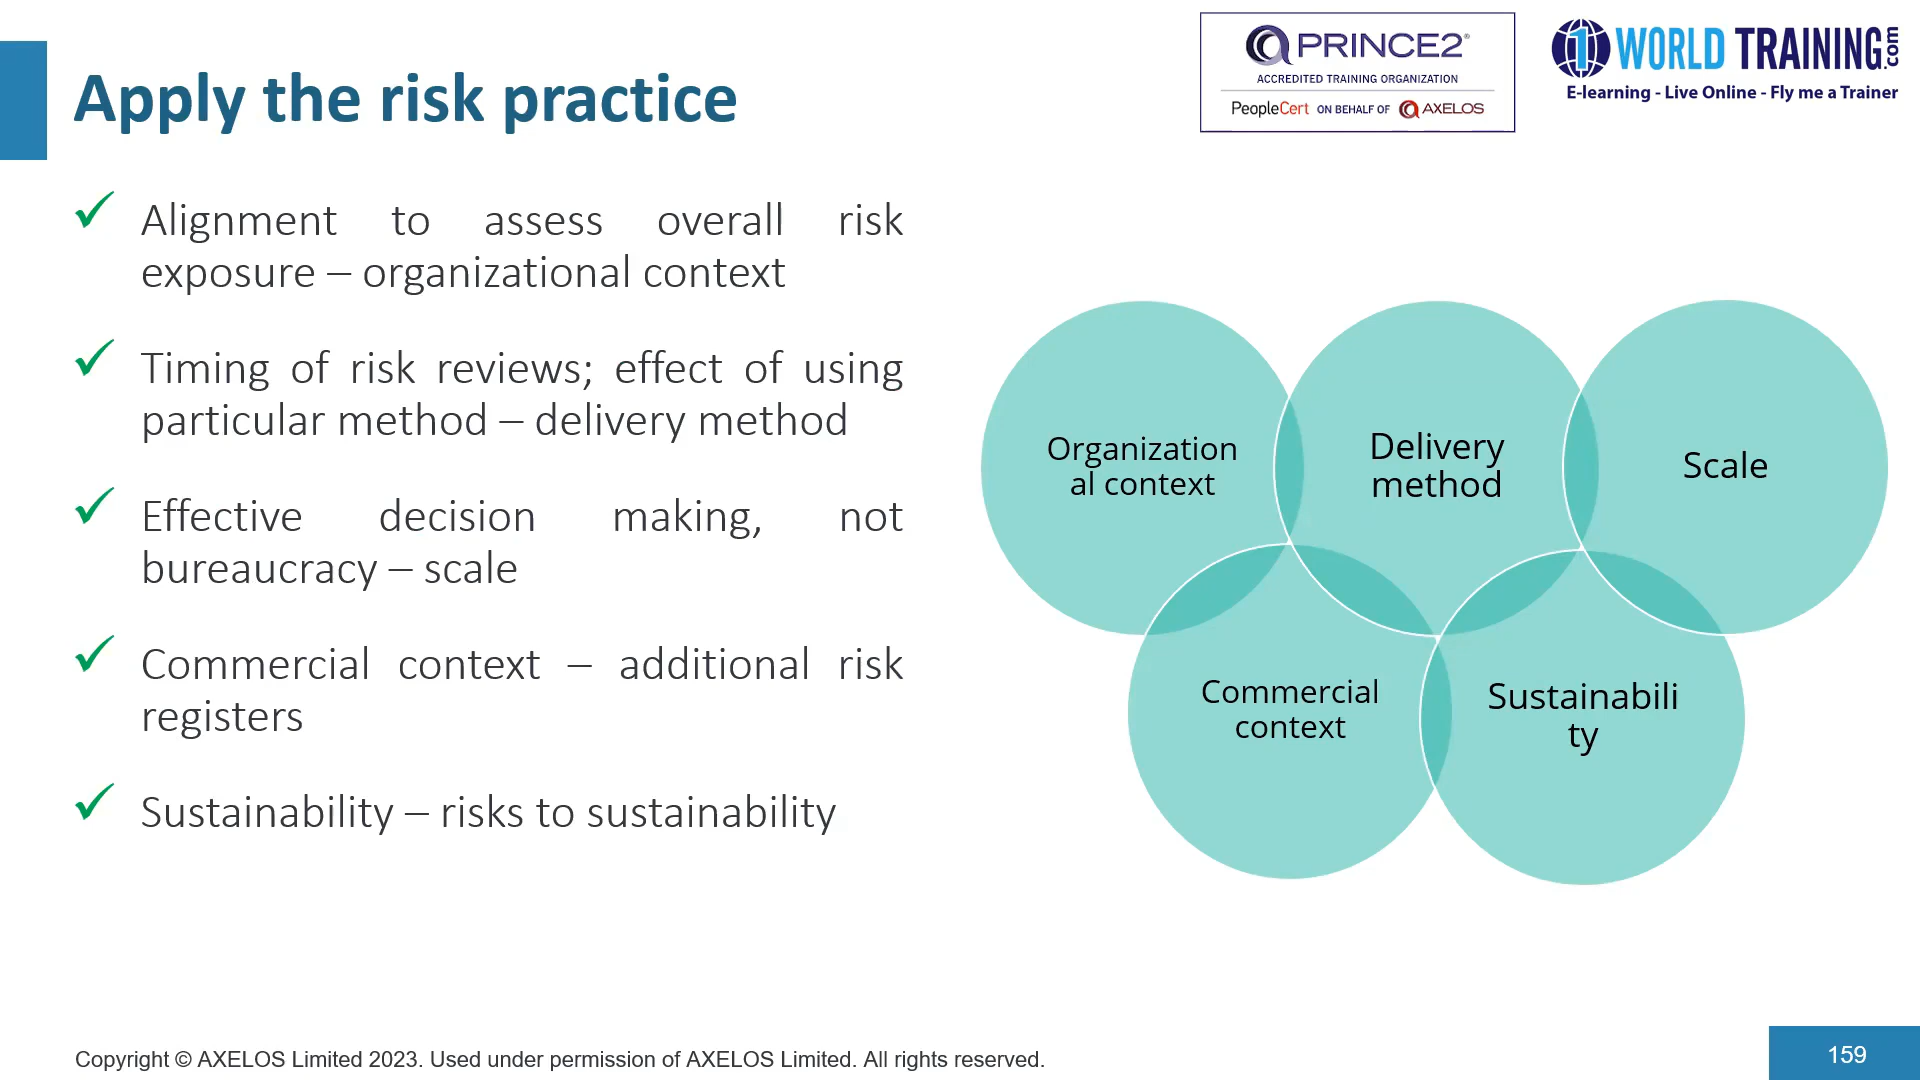 Apply the risk practice
PRINCE2®
ACCREDITED TRAINING ORGANIZATION
PeopleCert ON BEHALF OF AXELOS
1 WORLD TRAINING.com
E-learning - Live Online - Fly me a Trainer
✓ Alignment to assess overall risk
exposure – organizational context
✓ Timing of risk reviews; effect of using
particular method – delivery method
✓ Effective decision making, not
bureaucracy – scale
✓ Commercial context – additional risk
registers
✓ Sustainability – risks to sustainability
Organization
al context
Delivery
method
Scale
Commercial
context
Sustainabili
ty
Copyright © AXELOS Limited 2023. Used under permission of AXELOS Limited. All rights reserved.
159